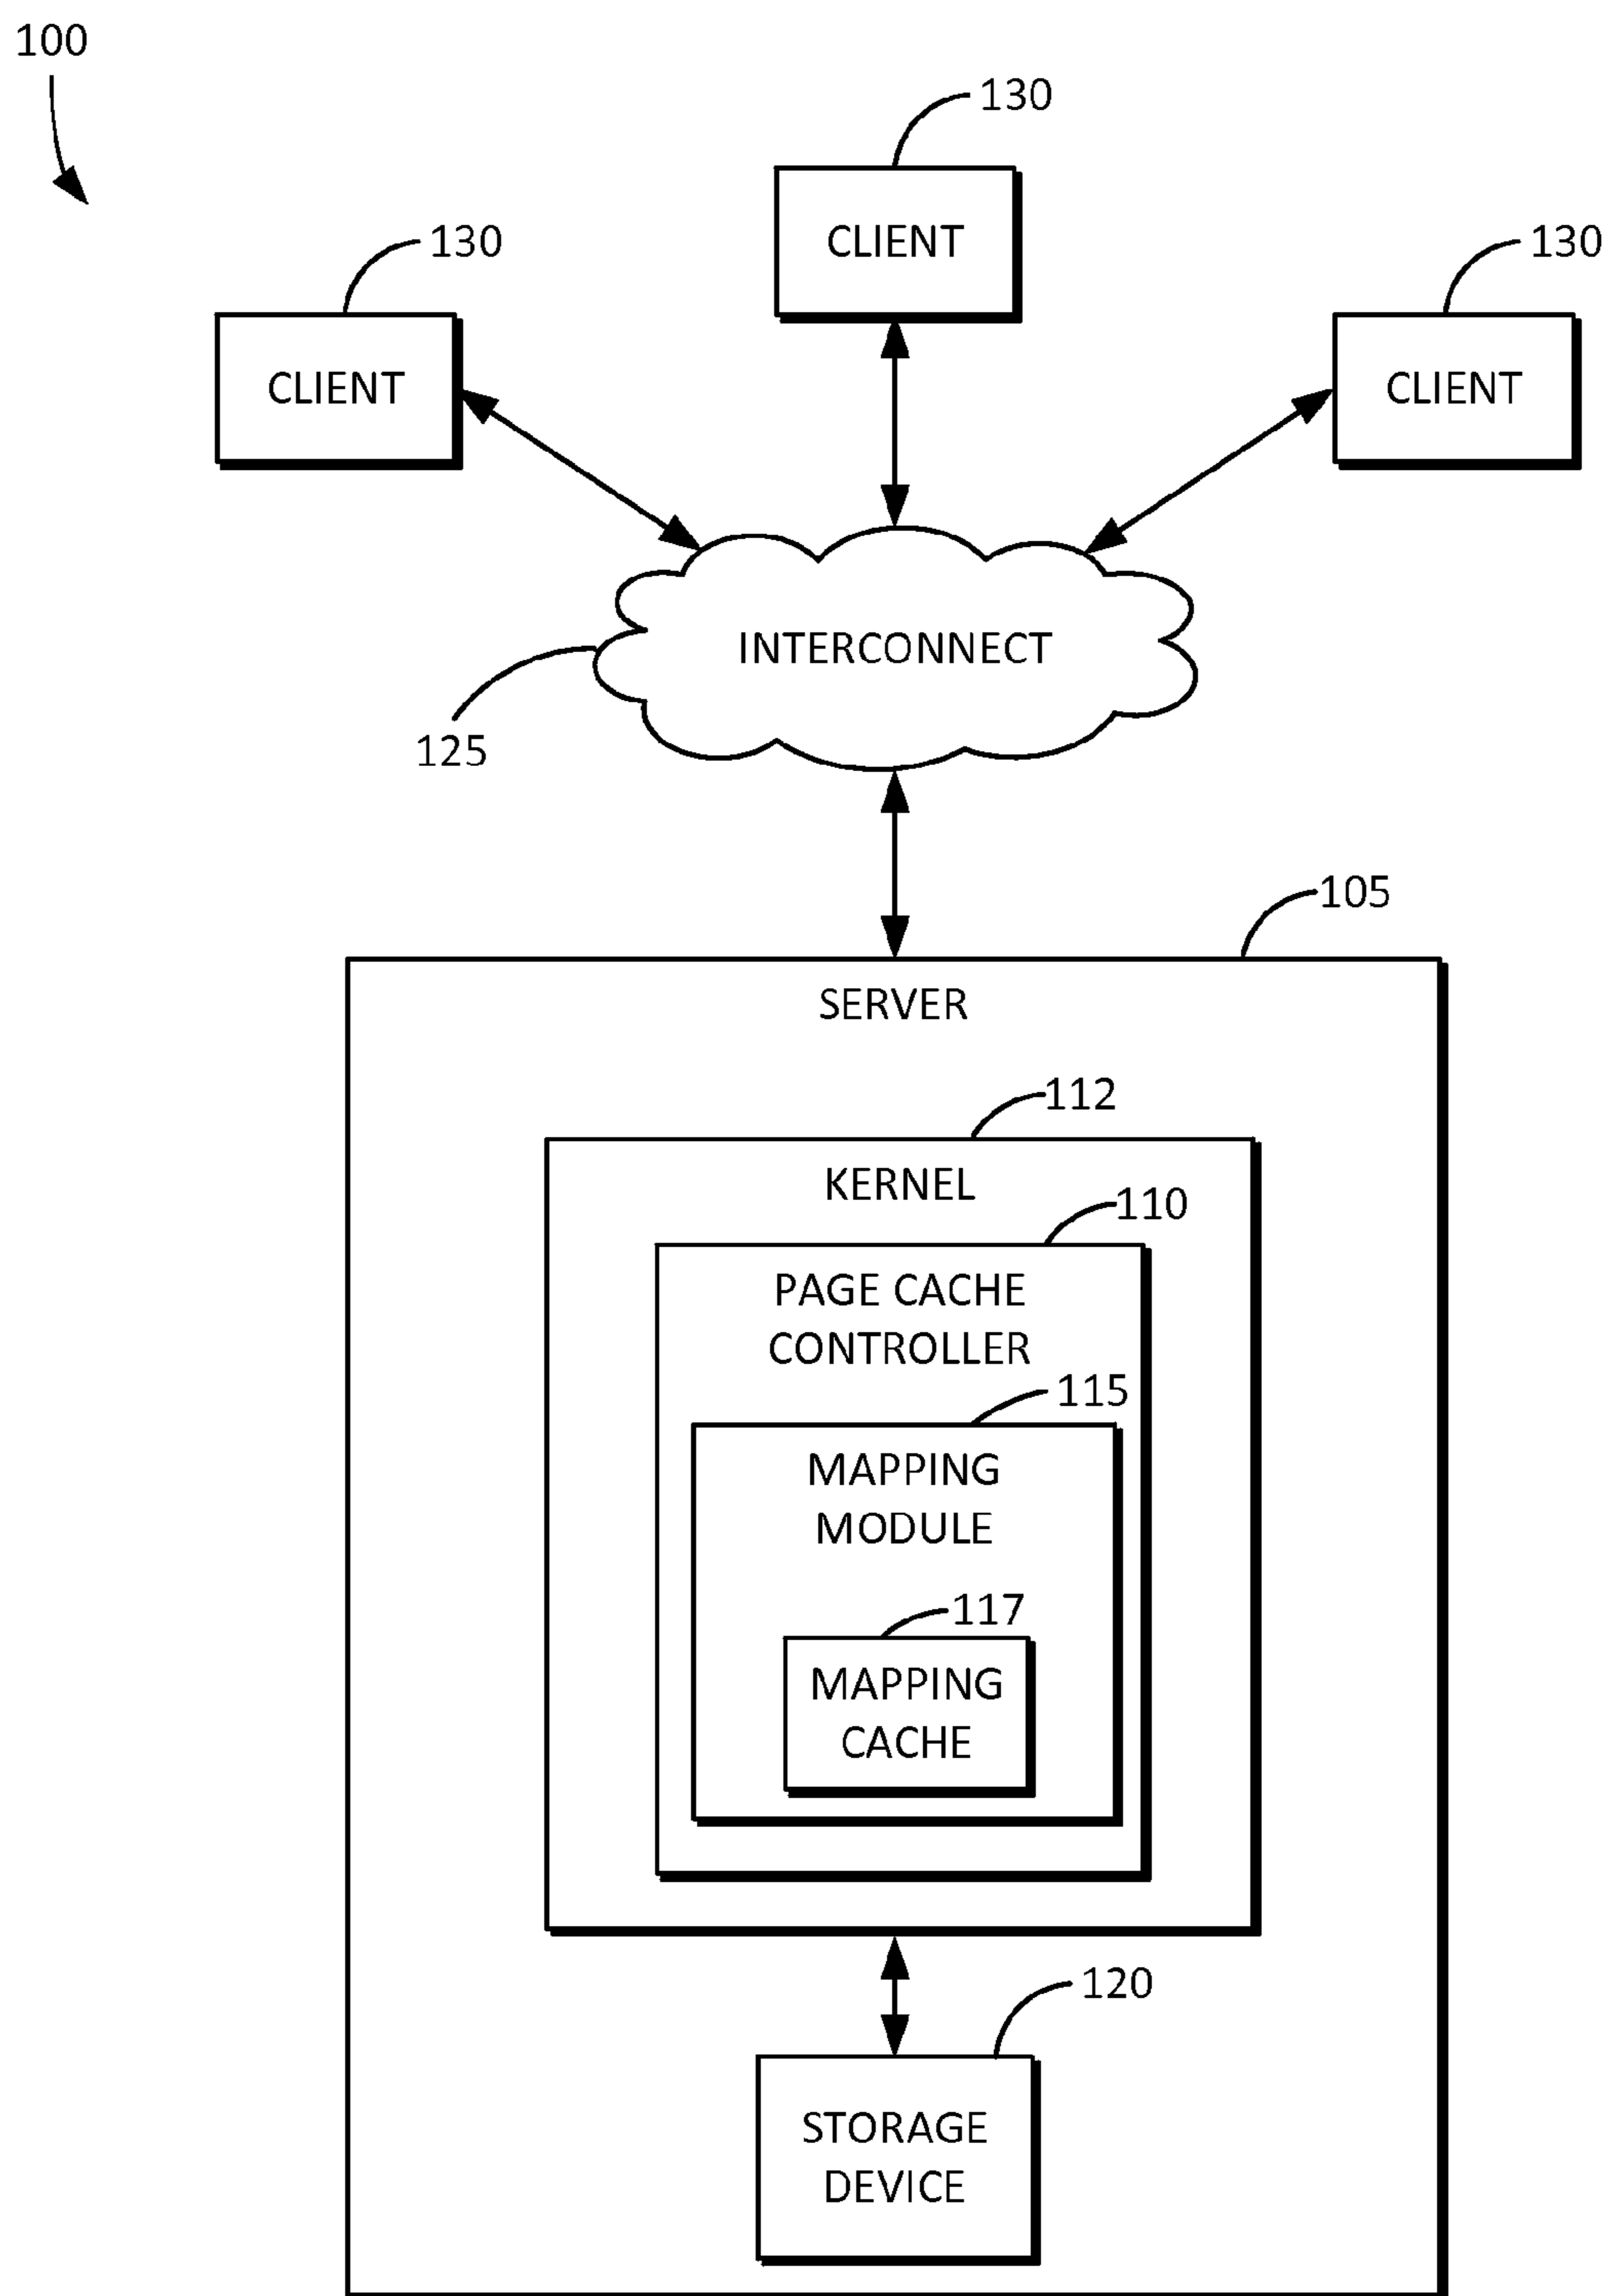 100
130
CLIENT
130
CLIENT
130
CLIENT
INTERCONNECT
125
105
SERVER
112
KERNEL
110
PAGE CACHE
CONTROLLER
115
MAPPING
MODULE
117
MAPPING
CACHE
120
STORAGE
DEVICE